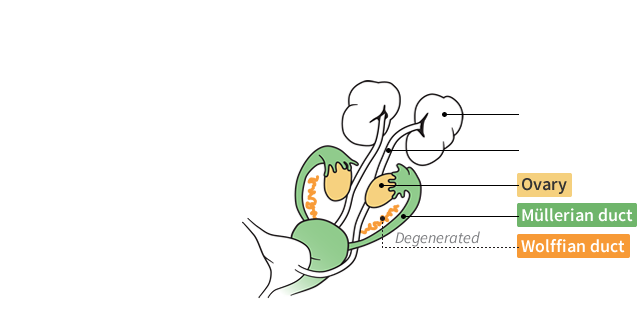 Ovary
Müllerian duct
Degenerated
Wolffian duct